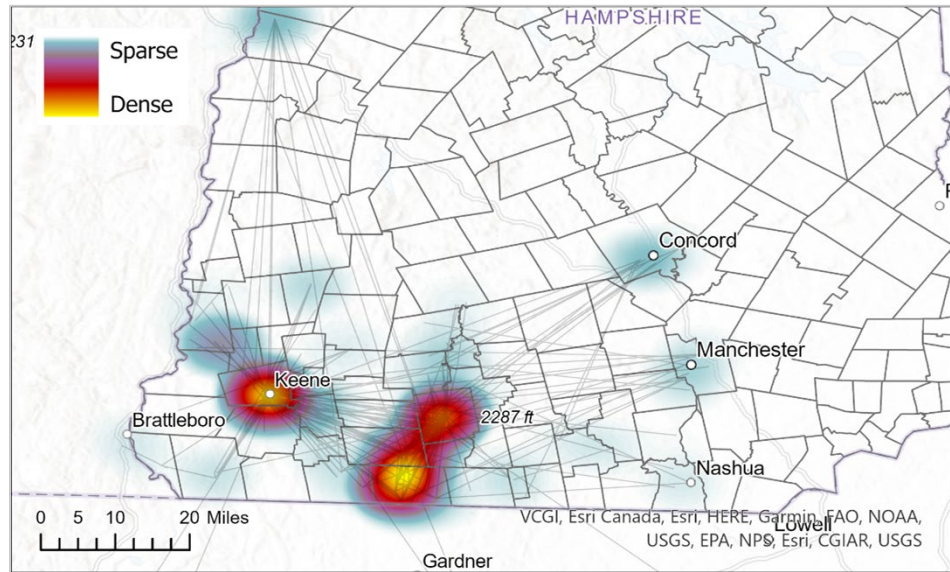 HAMPSHIRE
231
Sparse
Dense
Concord
Manchester
Keene
2287 ft
Brattleboro
Nashua
0 5 10 20 Miles
VCGI, Esri Canada, Esri, HERE, Garmin, FAO, NOAA,
Lowell
USGS, EPA, NPS, Esri, CGIAR, USGS
Gardner